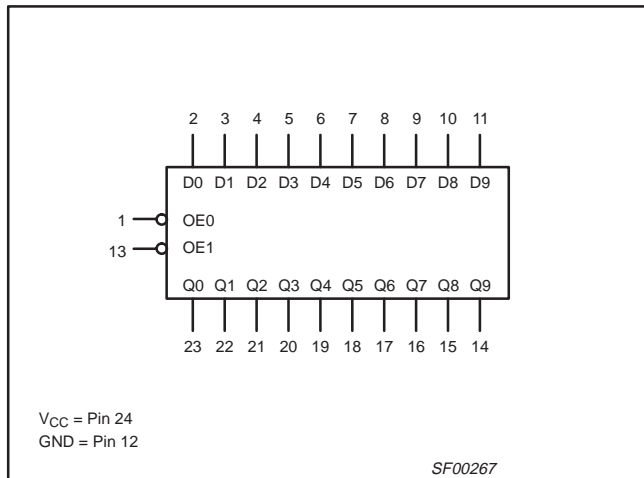 2 3 4 5 6 7 8 9 10 11
D0 D1 D2 D3 D4 D5 D6 D7 D8 D9
1 OE0
13 OE1
Q0 Q1 Q2 Q3 Q4 Q5 Q6 Q7 Q8 Q9
23 22 21 20 19 18 17 16 15 14
VCC = Pin 24
GND = Pin 12
SF00267